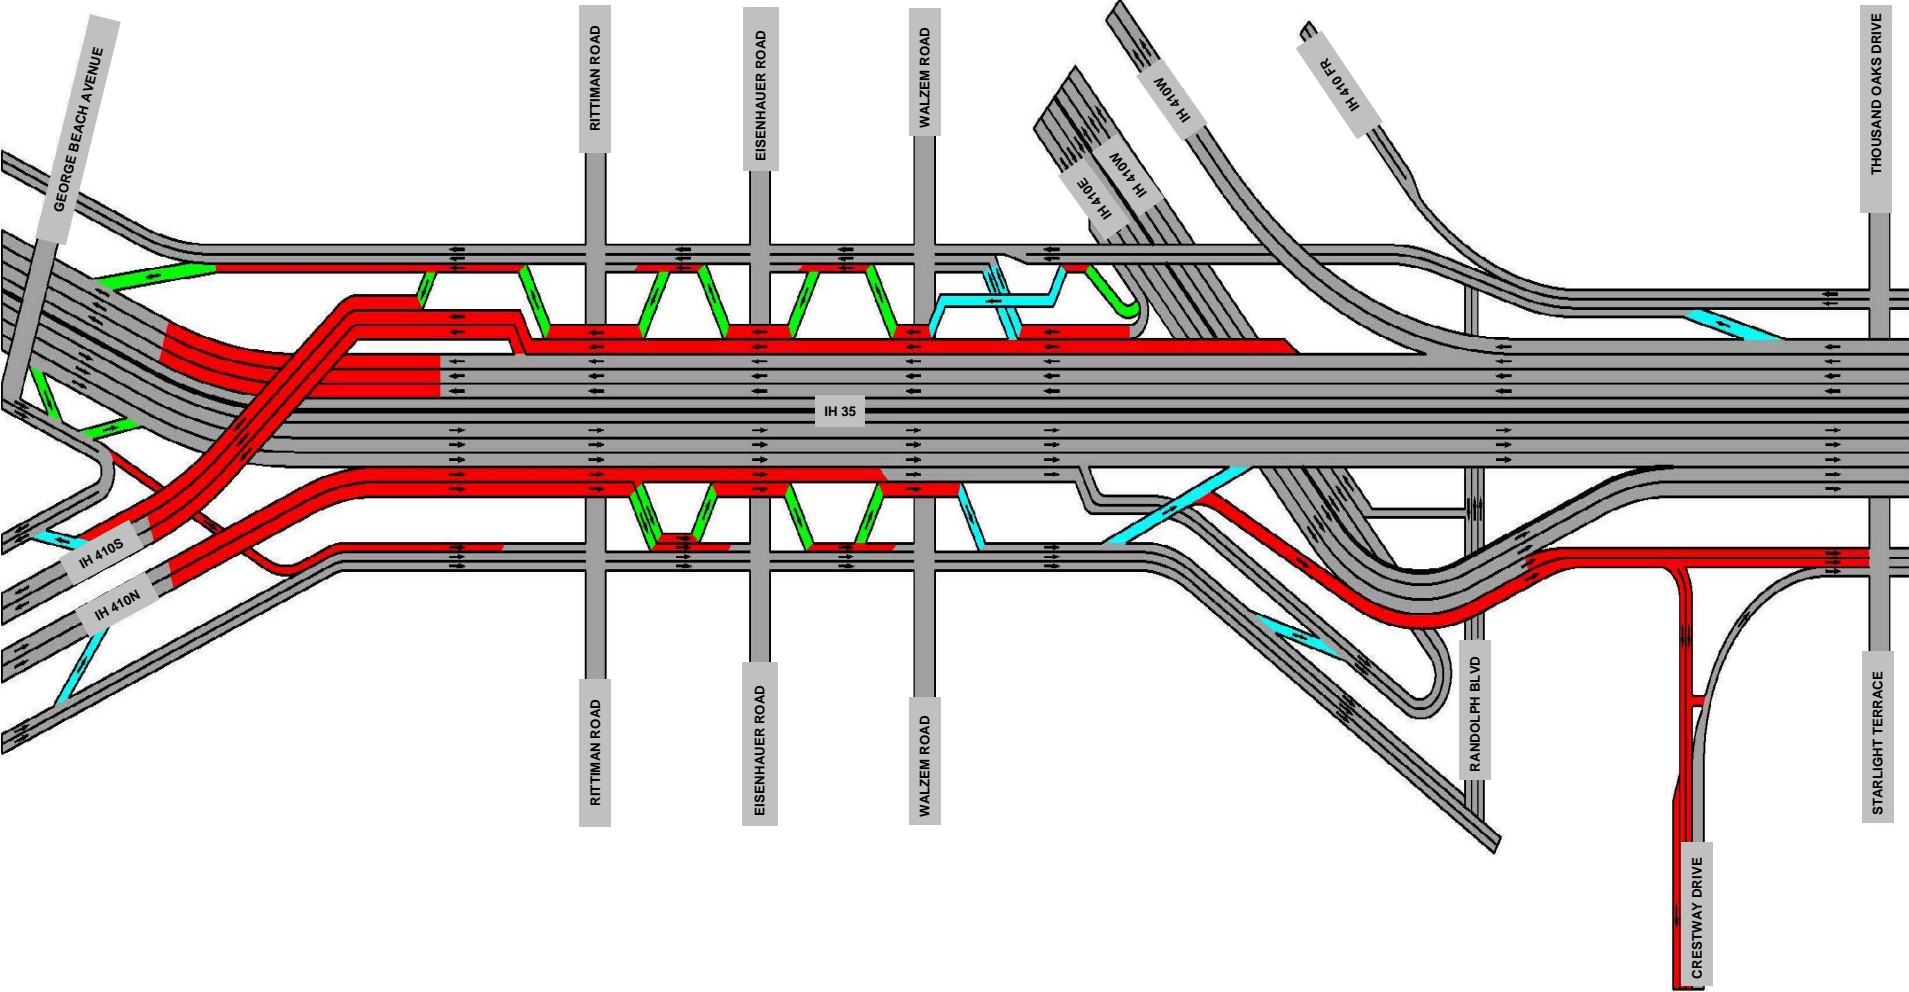 GEORGE BEACH AVENUE
RITTIMAN ROAD
EISENHAUER ROAD
WALZEM ROAD
IH 410E
IH 410W
IH 410W
IH 410 FR
THOUSAND OAKS DRIVE
IH 35
IH 410S
IH 410N
RITTIMAN ROAD
EISENHAUER ROAD
WALZEM ROAD
RANDOLPH BLVD
STARLIGHT TERRACE
CRESTWAY DRIVE